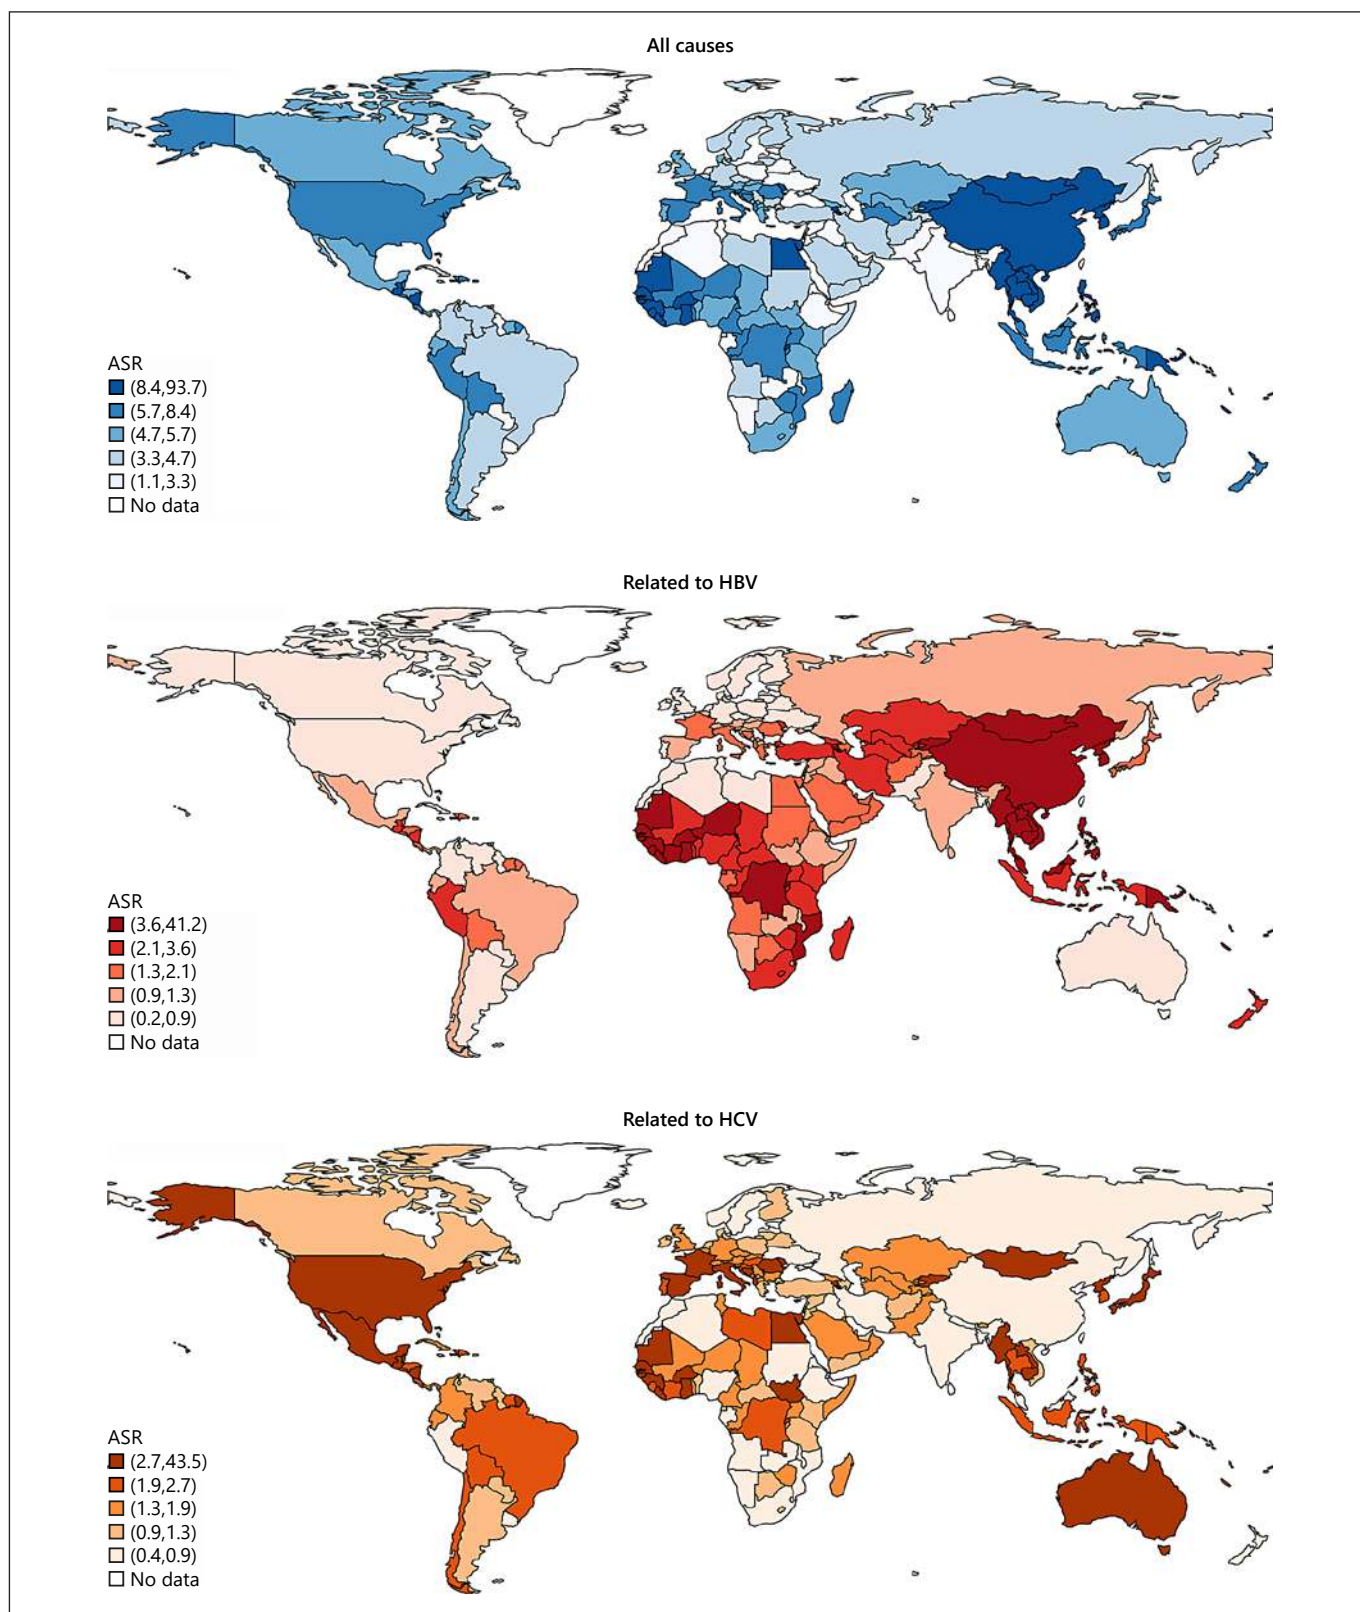 All causes
ASR
(8.4,93.7)
(5.7,8.4)
(4.7,5.7)
(3.3,4.7)
(1.1,3.3)
No data
Related to HBV
ASR
(3.6,41.2)
(2.1,3.6)
(1.3,2.1)
(0.9,1.3)
(0.2,0.9)
No data
Related to HCV
ASR
(2.7,43.5)
(1.9,2.7)
(1.3,1.9)
(0.9,1.3)
(0.4,0.9)
No data